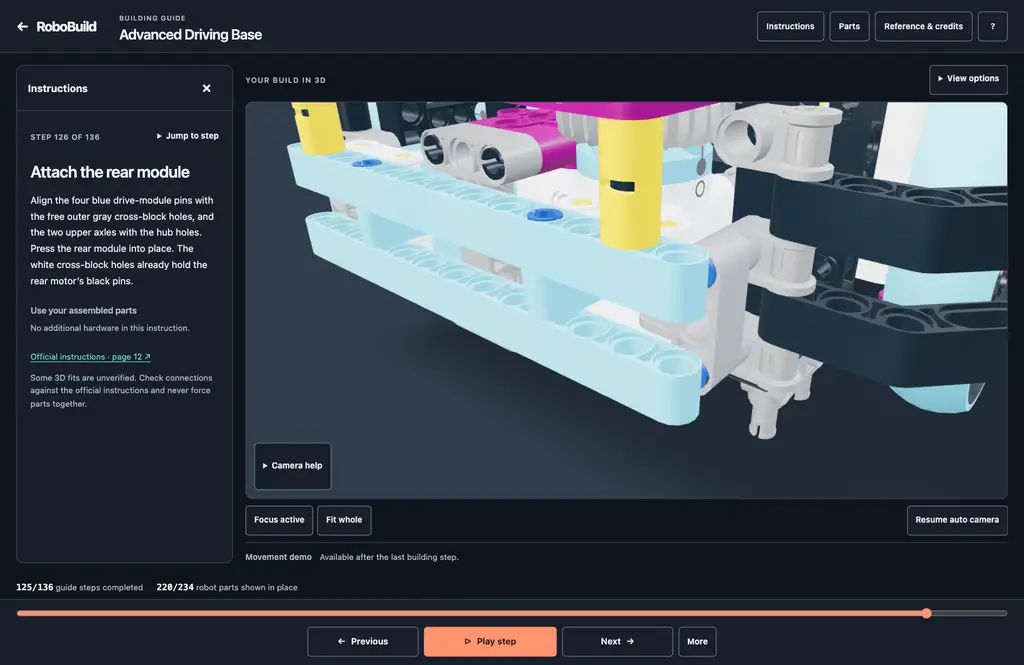 ← RoboBuild
BUILDING GUIDE
Advanced Driving Base
Instructions
Parts
Reference & credits
?
Instructions
×
STEP 126 OF 136
▸ Jump to step
Attach the rear module
Align the four blue drive-module pins with
the free outer gray cross-block holes, and
the two upper axles with the hub holes.
Press the rear module into place. The
white cross-block holes already hold the
rear motor's black pins.
Use your assembled parts
No additional hardware in this instruction.
Official instructions · page 12 ↗
Some 3D fits are unverified. Check connections
against the official instructions and never force
parts together.
YOUR BUILD IN 3D
▸ View options
▸ Camera help
Focus active
Fit whole
Resume auto camera
Movement demo Available after the last building step.
125/136 guide steps completed 220/234 robot parts shown in place
← Previous
▷ Play step
Next →
More